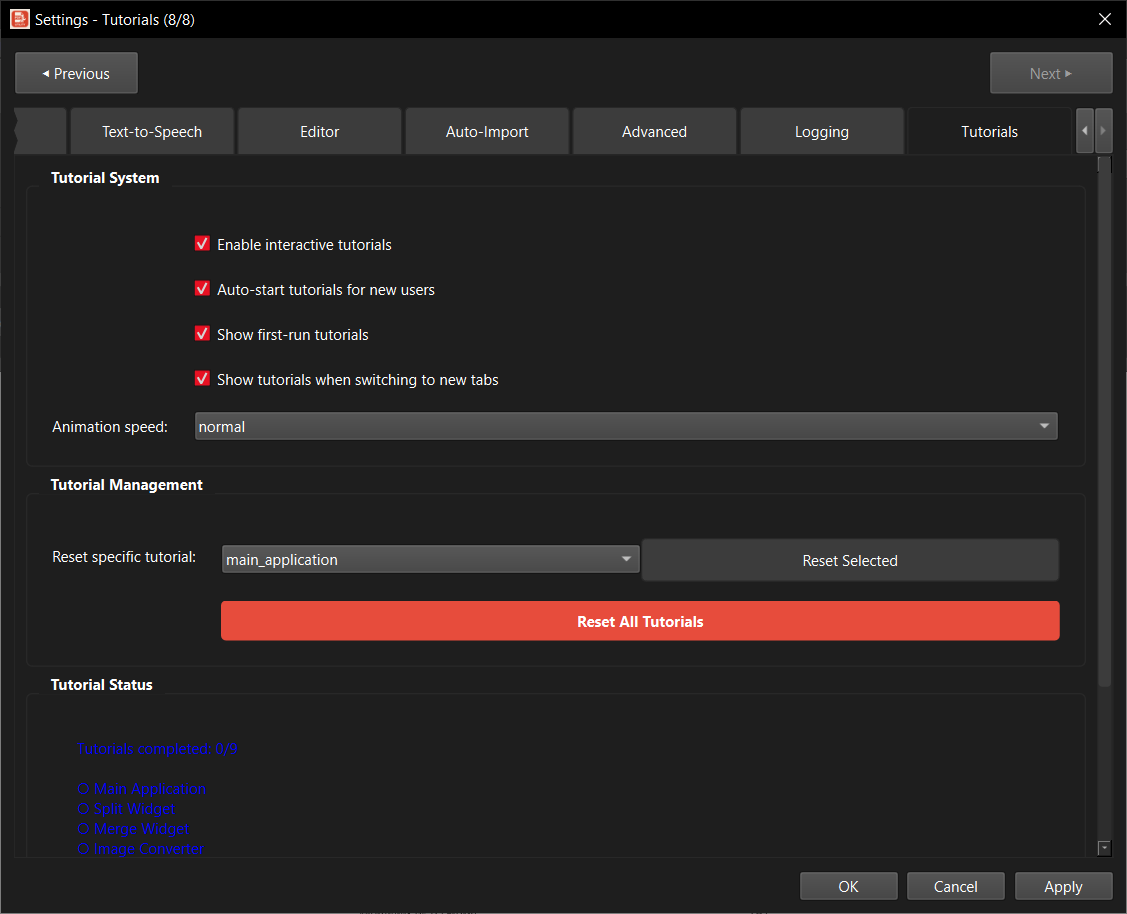 Settings - Tutorials (8/8)
Previous
Next
Text-to-Speech
Editor
Auto-Import
Advanced
Logging
Tutorials
Tutorial System
Enable interactive tutorials
Auto-start tutorials for new users
Show first-run tutorials
Show tutorials when switching to new tabs
Animation speed: normal
Tutorial Management
Reset specific tutorial: main_application Reset Selected
Reset All Tutorials
Tutorial Status
Tutorials completed: 0/9
Main Application
Split Widget
Merge Widget
Image Converter
OK Cancel Apply